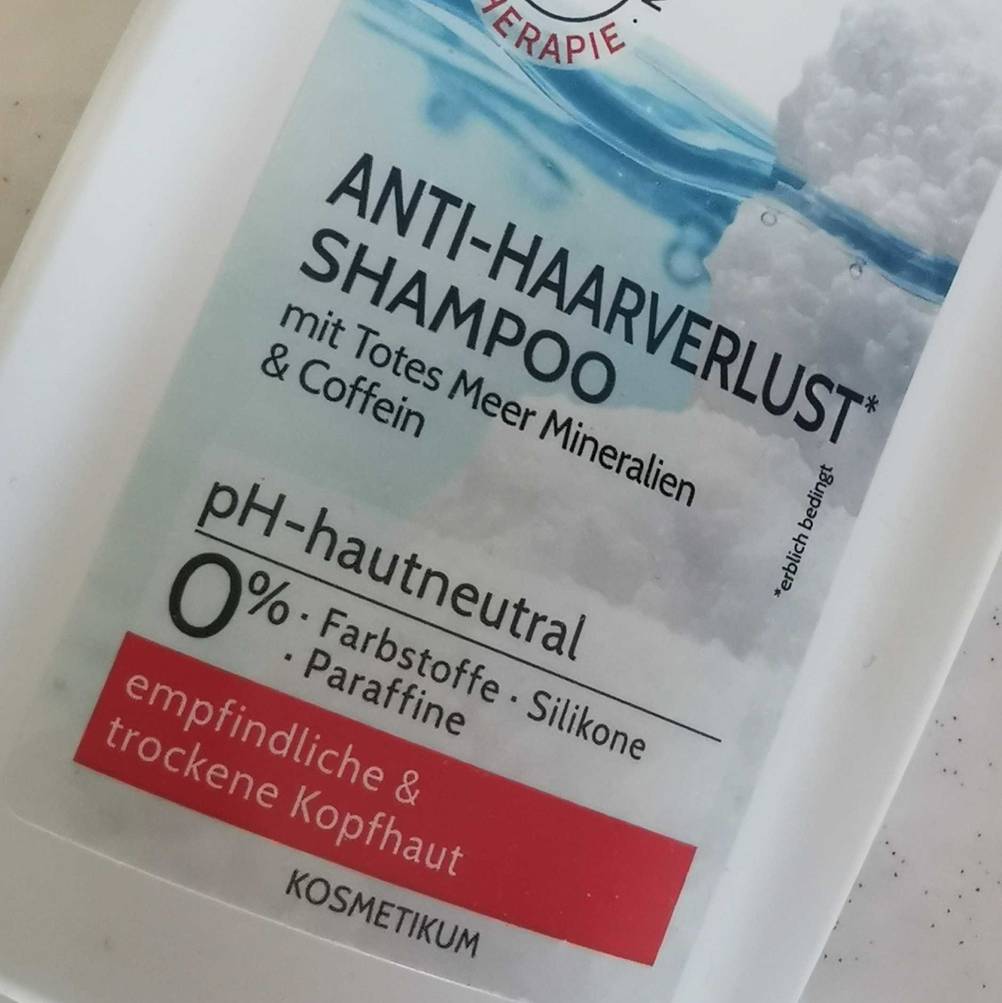 ANTI-HAARVERLUST*
SHAMPOO
mit Totes Meer Mineralien
& Coffein
*erblich bedingt
pH-hautneutral
0% · Farbstoffe · Silikone
· Paraffine
empfindliche &
trockene Kopfhaut
KOSMETIKUM